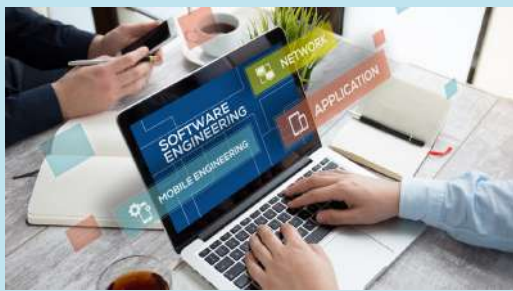 NETWORK
APPLICATION
SOFTWARE
ENGINEERING
MOBILE ENGINEERING